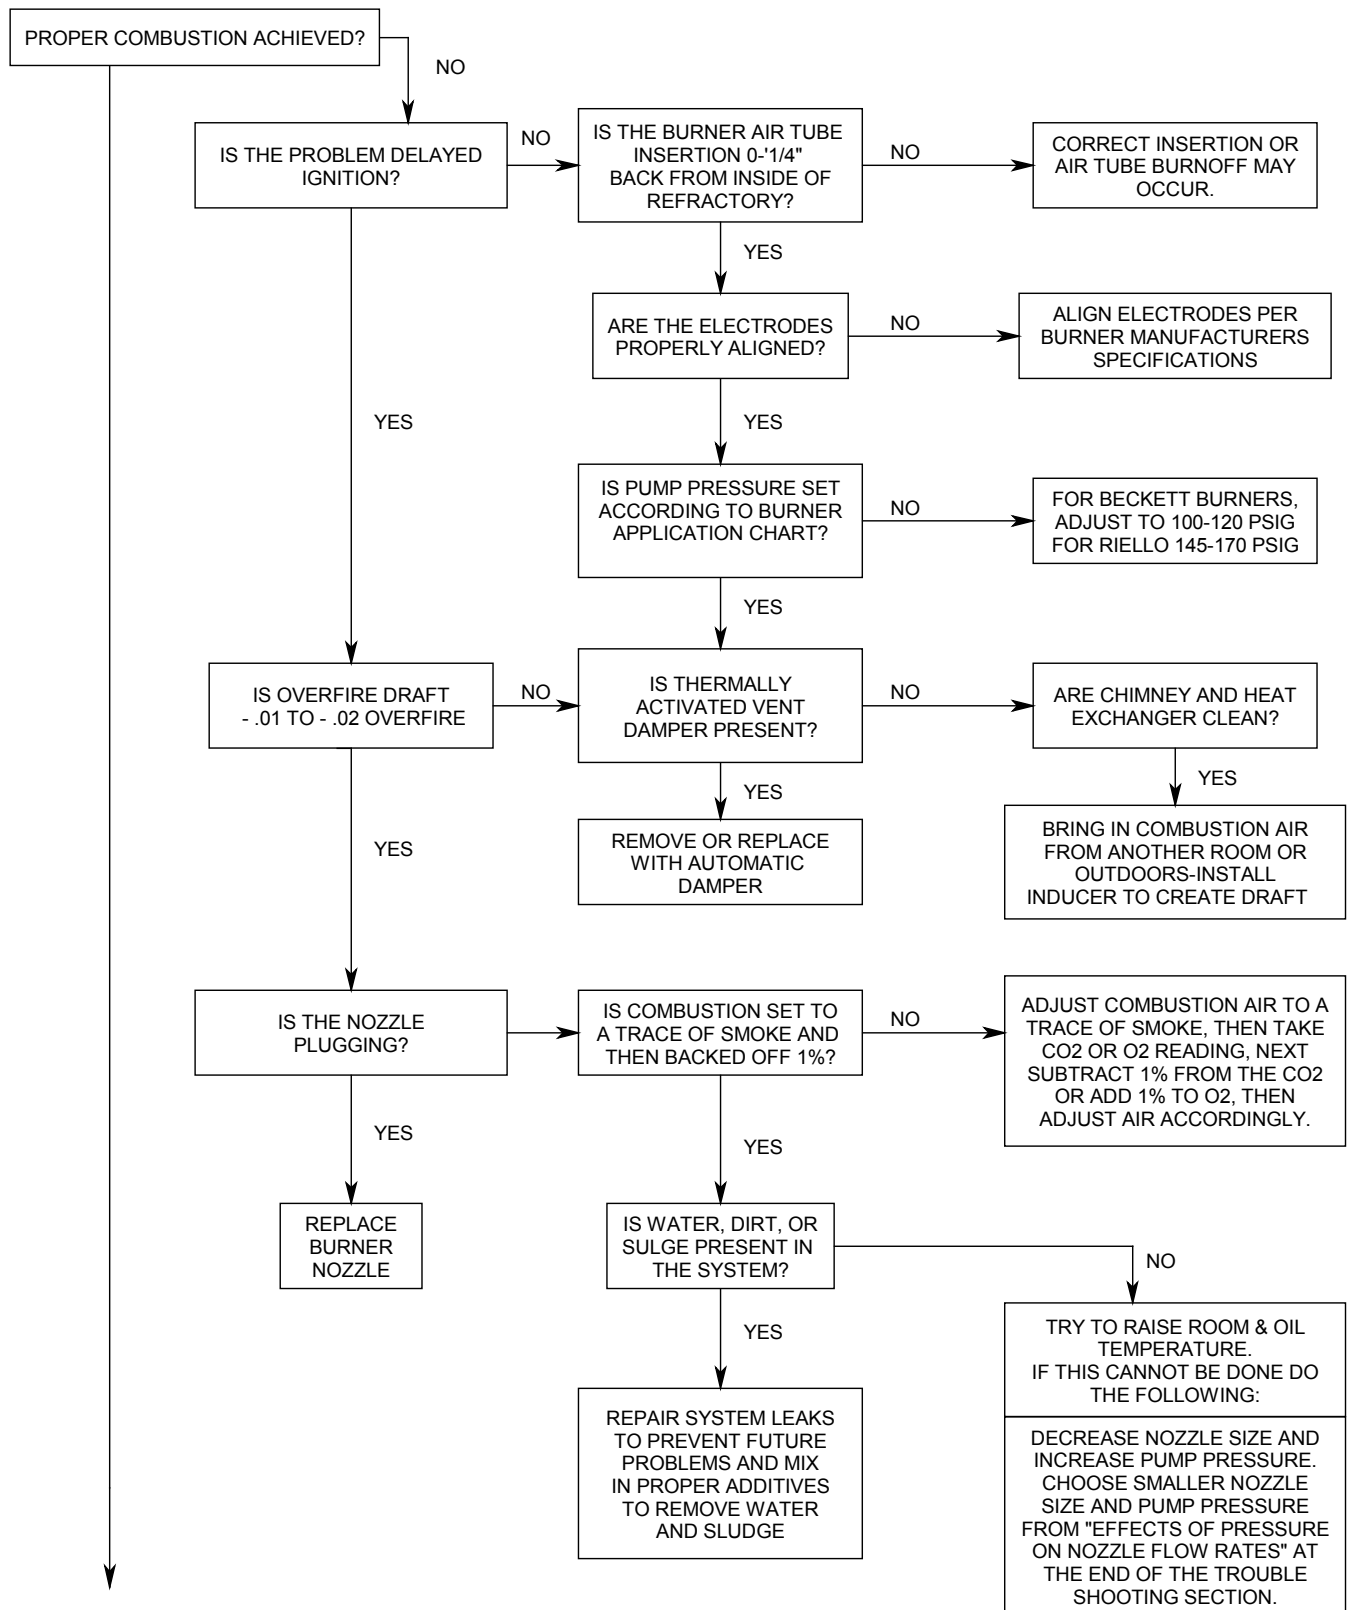 PROPER COMBUSTION ACHIEVED?
NO
IS THE PROBLEM DELAYED
IGNITION?
NO
IS THE BURNER AIR TUBE
INSERTION 0-'1/4"
BACK FROM INSIDE OF
REFRACTORY?
NO
CORRECT INSERTION OR
AIR TUBE BURNOFF MAY
OCCUR.
YES
ARE THE ELECTRODES
PROPERLY ALIGNED?
NO
ALIGN ELECTRODES PER
BURNER MANUFACTURERS
SPECIFICATIONS
YES
YES
IS PUMP PRESSURE SET
ACCORDING TO BURNER
APPLICATION CHART?
NO
FOR BECKETT BURNERS,
ADJUST TO 100-120 PSIG
FOR RIELLO 145-170 PSIG
YES
IS OVERFIRE DRAFT
- .01 TO - .02 OVERFIRE
NO
IS THERMALLY
ACTIVATED VENT
DAMPER PRESENT?
NO
ARE CHIMNEY AND HEAT
EXCHANGER CLEAN?
YES
YES
REMOVE OR REPLACE
WITH AUTOMATIC
DAMPER
BRING IN COMBUSTION AIR
FROM ANOTHER ROOM OR
OUTDOORS-INSTALL
INDUCER TO CREATE DRAFT
YES
IS THE NOZZLE
PLUGGING?
IS COMBUSTION SET TO
A TRACE OF SMOKE AND
THEN BACKED OFF 1%?
NO
ADJUST COMBUSTION AIR TO A
TRACE OF SMOKE, THEN TAKE
CO2 OR O2 READING, NEXT
SUBTRACT 1% FROM THE CO2
OR ADD 1% TO O2, THEN
ADJUST AIR ACCORDINGLY.
YES
YES
REPLACE
BURNER
NOZZLE
IS WATER, DIRT, OR
SULGE PRESENT IN
THE SYSTEM?
NO
YES
TRY TO RAISE ROOM & OIL
TEMPERATURE.
IF THIS CANNOT BE DONE DO
THE FOLLOWING:
REPAIR SYSTEM LEAKS
TO PREVENT FUTURE
PROBLEMS AND MIX
IN PROPER ADDITIVES
TO REMOVE WATER
AND SLUDGE
DECREASE NOZZLE SIZE AND
INCREASE PUMP PRESSURE.
CHOOSE SMALLER NOZZLE
SIZE AND PUMP PRESSURE
FROM "EFFECTS OF PRESSURE
ON NOZZLE FLOW RATES" AT
THE END OF THE TROUBLE
SHOOTING SECTION.